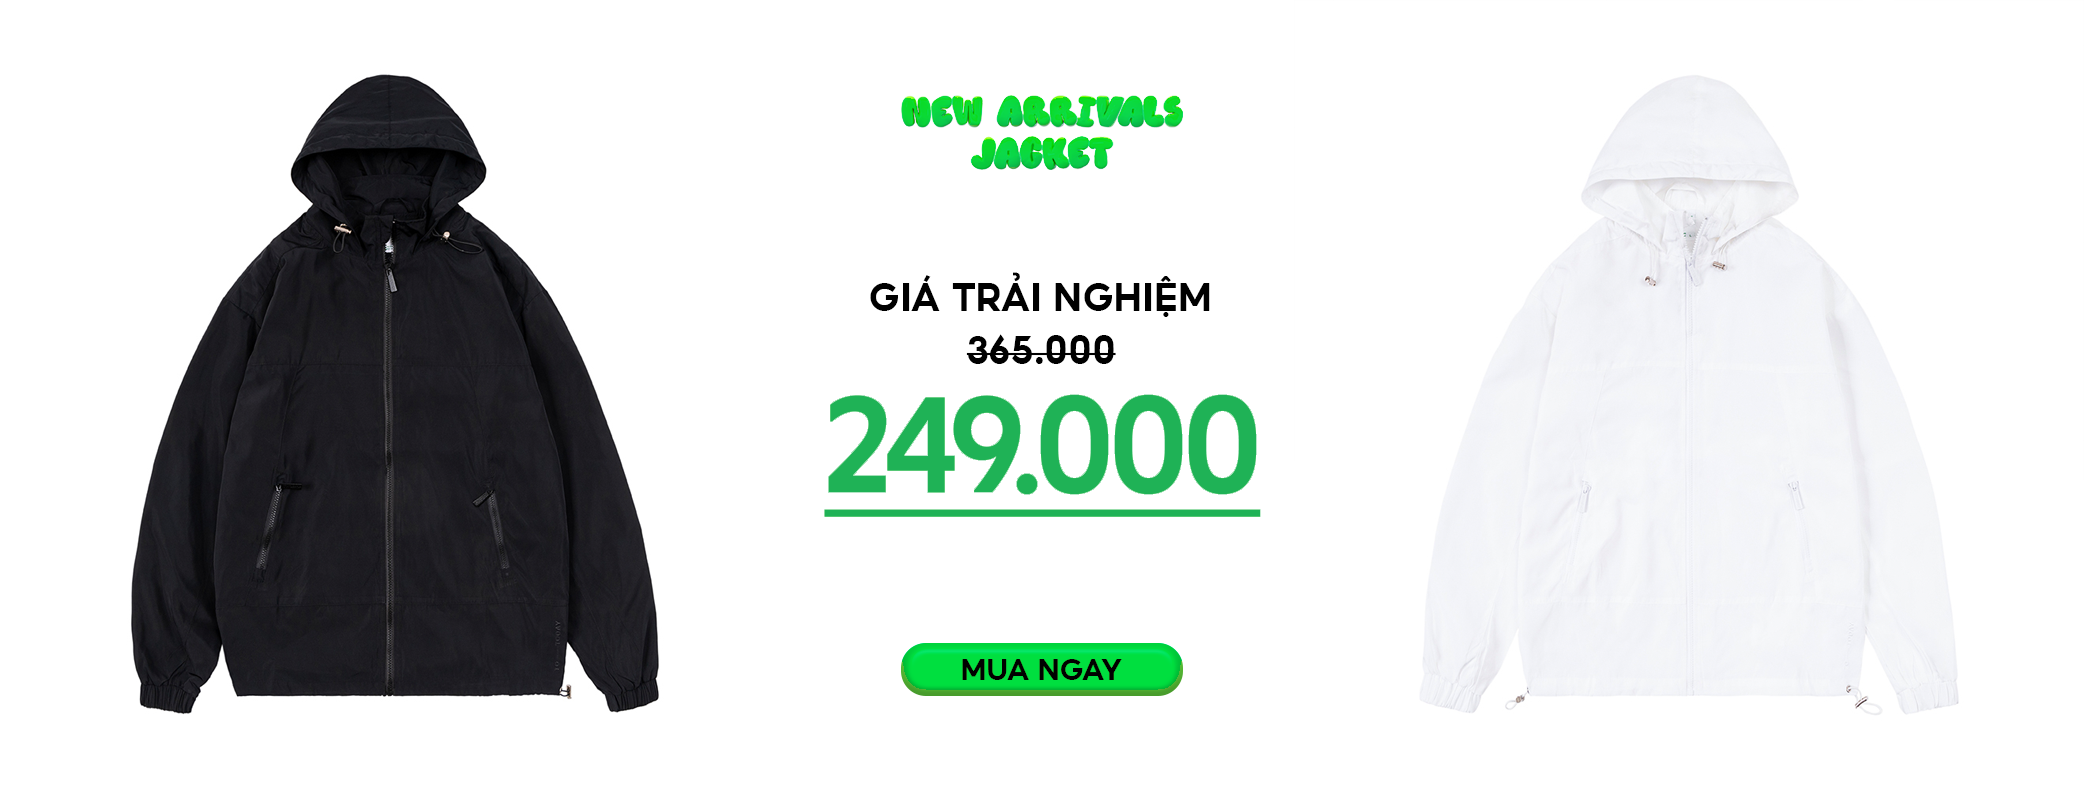 NEW ARRIVALS
JACKET
GIÁ TRẢI NGHIỆM
365.000
249.000
MUA NGAY